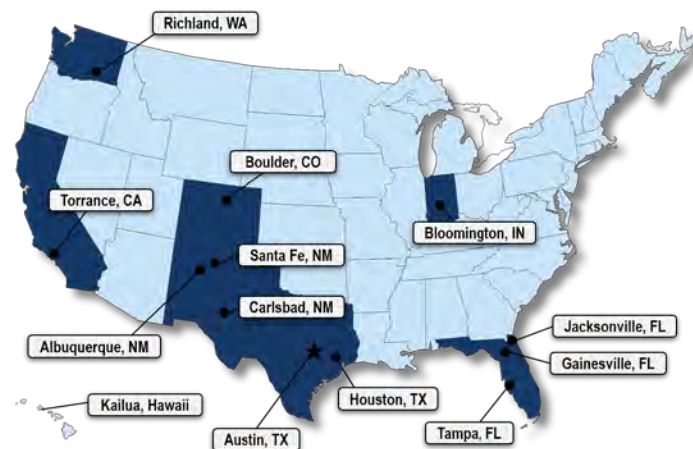 Richland, WA
Boulder, CO
Torrance, CA
Bloomington, IN
Santa Fe, NM
Carlsbad, NM
Jacksonville, FL
Albuquerque, NM
Gainesville, FL
Kailua, Hawaii
Houston, TX
Austin, TX
Tampa, FL